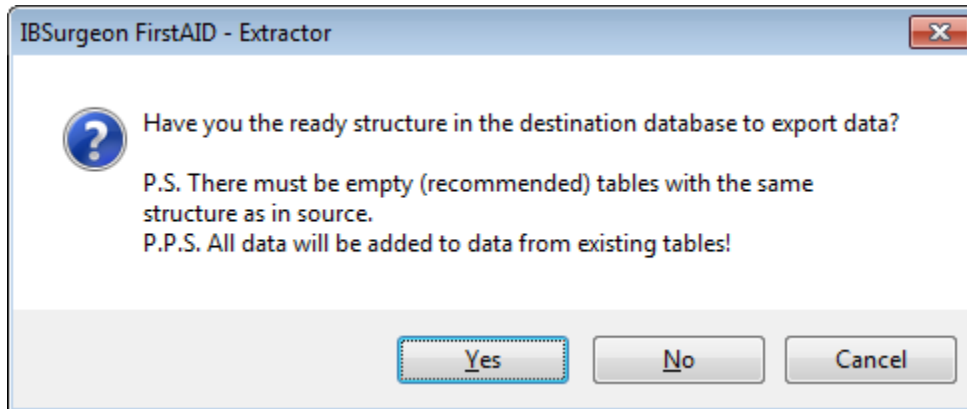 IBSurgeon FirstAID - Extractor
Have you the ready structure in the destination database to export data?
P.S. There must be empty (recommended) tables with the same
structure as in source.
P.P.S. All data will be added to data from existing tables!
Yes
No
Cancel